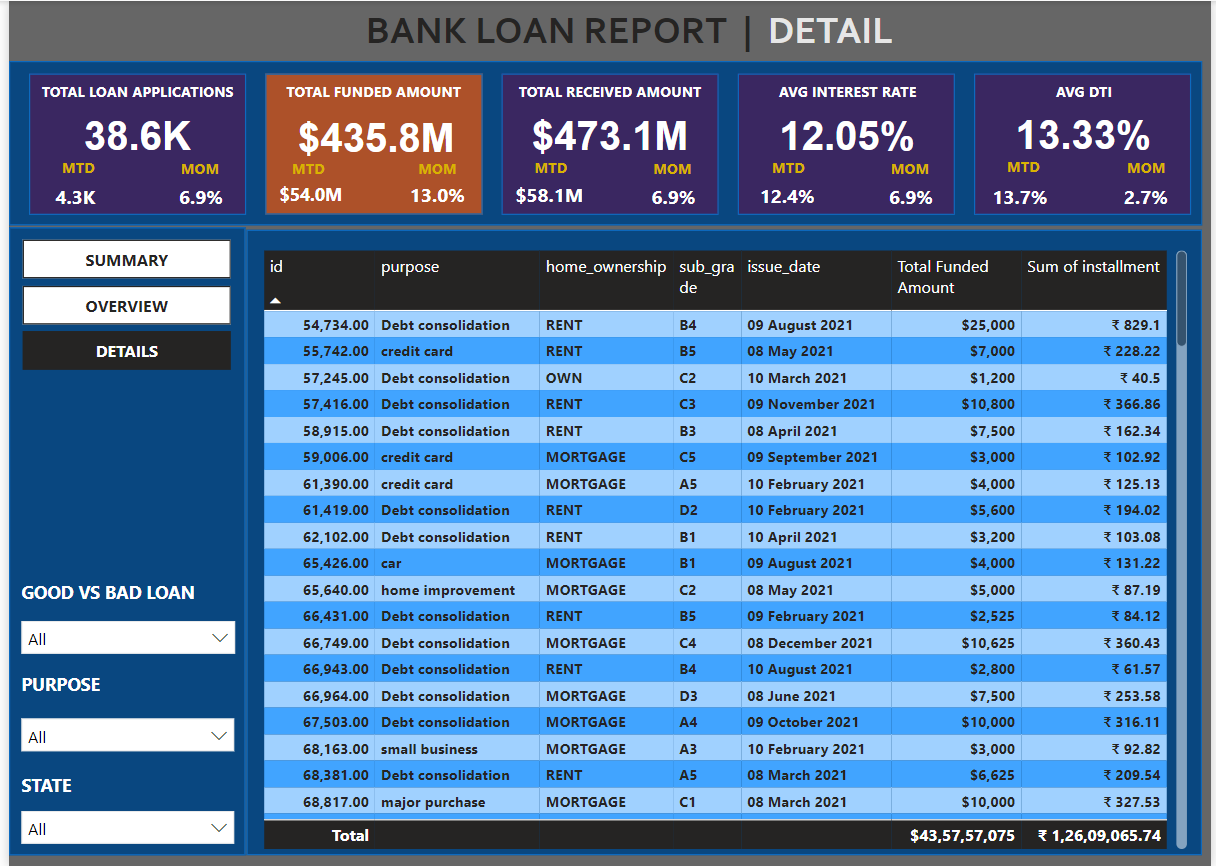 BANK LOAN REPORT | DETAIL
TOTAL LOAN APPLICATIONS
38.6K
MTD MOM
4.3K 6.9%
TOTAL FUNDED AMOUNT
$435.8M
MTD MOM
$54.0M 13.0%
TOTAL RECEIVED AMOUNT
$473.1M
MTD MOM
$58.1M 6.9%
AVG INTEREST RATE
12.05%
MTD MOM
12.4% 6.9%
AVG DTI
13.33%
MTD MOM
13.7% 2.7%
SUMMARY
OVERVIEW
DETAILS
GOOD VS BAD LOAN
All
PURPOSE
All
STATE
All
id purpose home_ownership sub_gra issue_date Total Funded Sum of installment
de Amount
54,734.00 Debt consolidation RENT B4 09 August 2021 $25,000 ₹ 829.1
55,742.00 credit card RENT B5 08 May 2021 $7,000 ₹ 228.22
57,245.00 Debt consolidation OWN C2 10 March 2021 $1,200 ₹ 40.5
57,416.00 Debt consolidation RENT C3 09 November 2021 $10,800 ₹ 366.86
58,915.00 Debt consolidation RENT B3 08 April 2021 $7,500 ₹ 162.34
59,006.00 credit card MORTGAGE C5 09 September 2021 $3,000 ₹ 102.92
61,390.00 credit card MORTGAGE A5 10 February 2021 $4,000 ₹ 125.13
61,419.00 Debt consolidation RENT D2 10 February 2021 $5,600 ₹ 194.02
62,102.00 Debt consolidation RENT B1 10 April 2021 $3,200 ₹ 103.08
65,426.00 car MORTGAGE B1 09 August 2021 $4,000 ₹ 131.22
65,640.00 home improvement MORTGAGE C2 08 May 2021 $5,000 ₹ 87.19
66,431.00 Debt consolidation RENT B5 09 February 2021 $2,525 ₹ 84.12
66,749.00 Debt consolidation MORTGAGE C4 08 December 2021 $10,625 ₹ 360.43
66,943.00 Debt consolidation RENT B4 10 August 2021 $2,800 ₹ 61.57
66,964.00 Debt consolidation MORTGAGE D3 08 June 2021 $7,500 ₹ 253.58
67,503.00 Debt consolidation MORTGAGE A4 09 October 2021 $10,000 ₹ 316.11
68,163.00 small business MORTGAGE A3 10 February 2021 $3,000 ₹ 92.82
68,381.00 Debt consolidation RENT A5 08 March 2021 $6,625 ₹ 209.54
68,817.00 major purchase MORTGAGE C1 08 March 2021 $10,000 ₹ 327.53
Total $43,57,57,075 ₹ 1,26,09,065.74